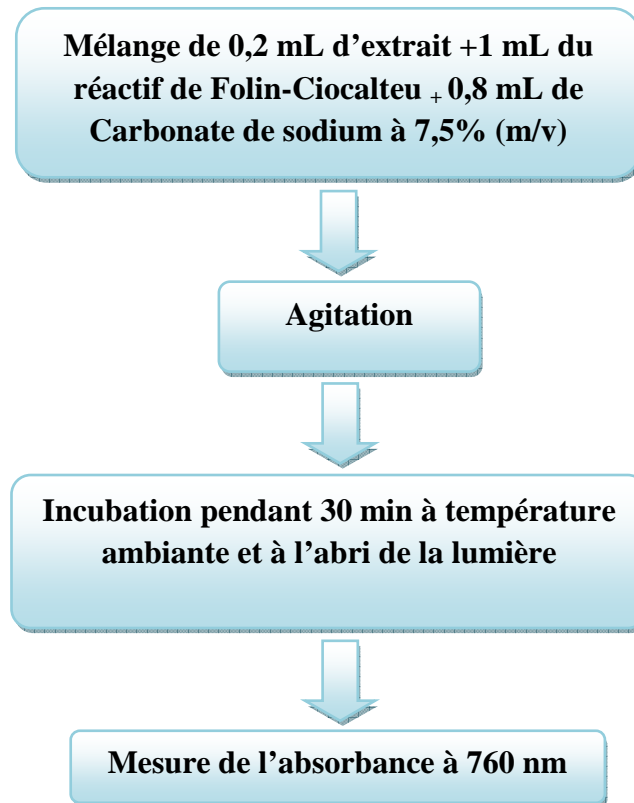 Mélange de 0,2 mL d’extrait +1 mL du
réactif de Folin-Ciocalteu + 0,8 mL de
Carbonate de sodium à 7,5% (m/v)
Agitation
Incubation pendant 30 min à température
ambiante et à l’abri de la lumière
Mesure de l’absorbance à 760 nm